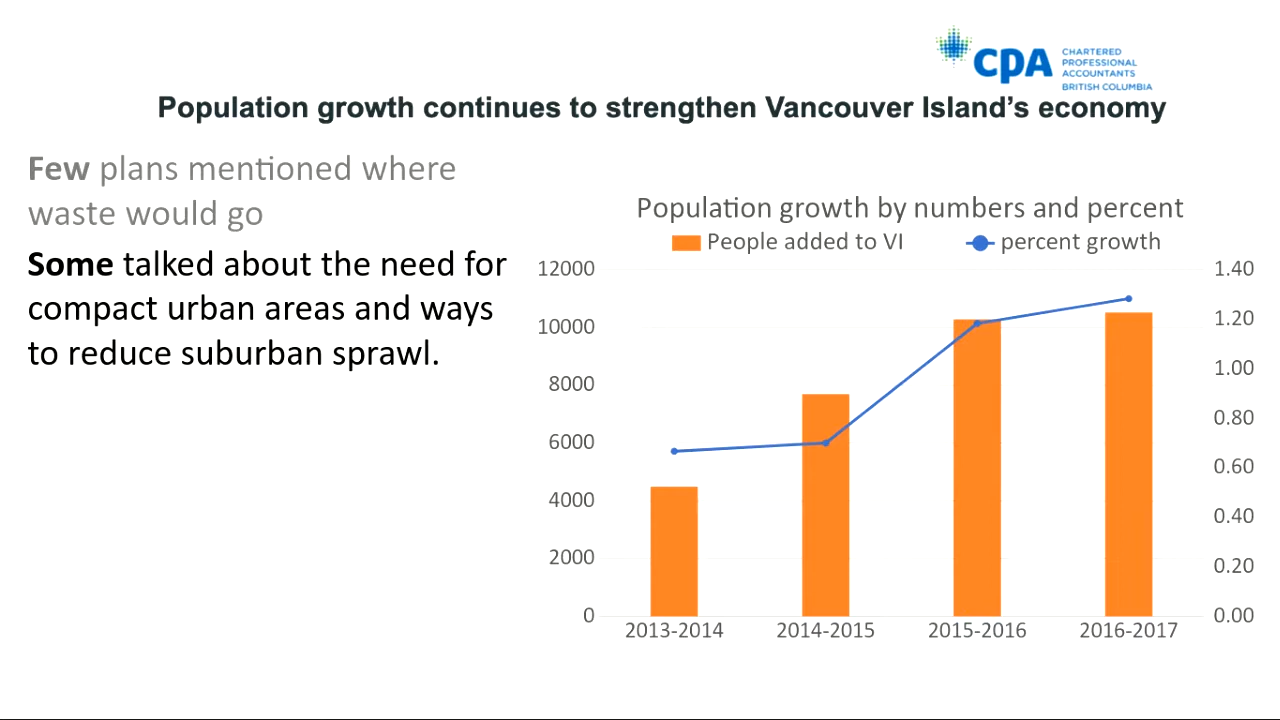 CPA
CHARTERED
PROFESSIONAL
ACCOUNTANTS
BRITISH COLUMBIA
Population growth continues to strengthen Vancouver Island's economy
Few plans mentioned where
waste would go
Some talked about the need for
compact urban areas and ways
to reduce suburban sprawl.
Population growth by numbers and percent
People added to VI
percent growth
12000
10000
8000
6000
4000
2000
0
1.40
1.20
1.00
0.80
0.60
0.40
0.20
0.00
2013-2014
2014-2015
2015-2016
2016-2017